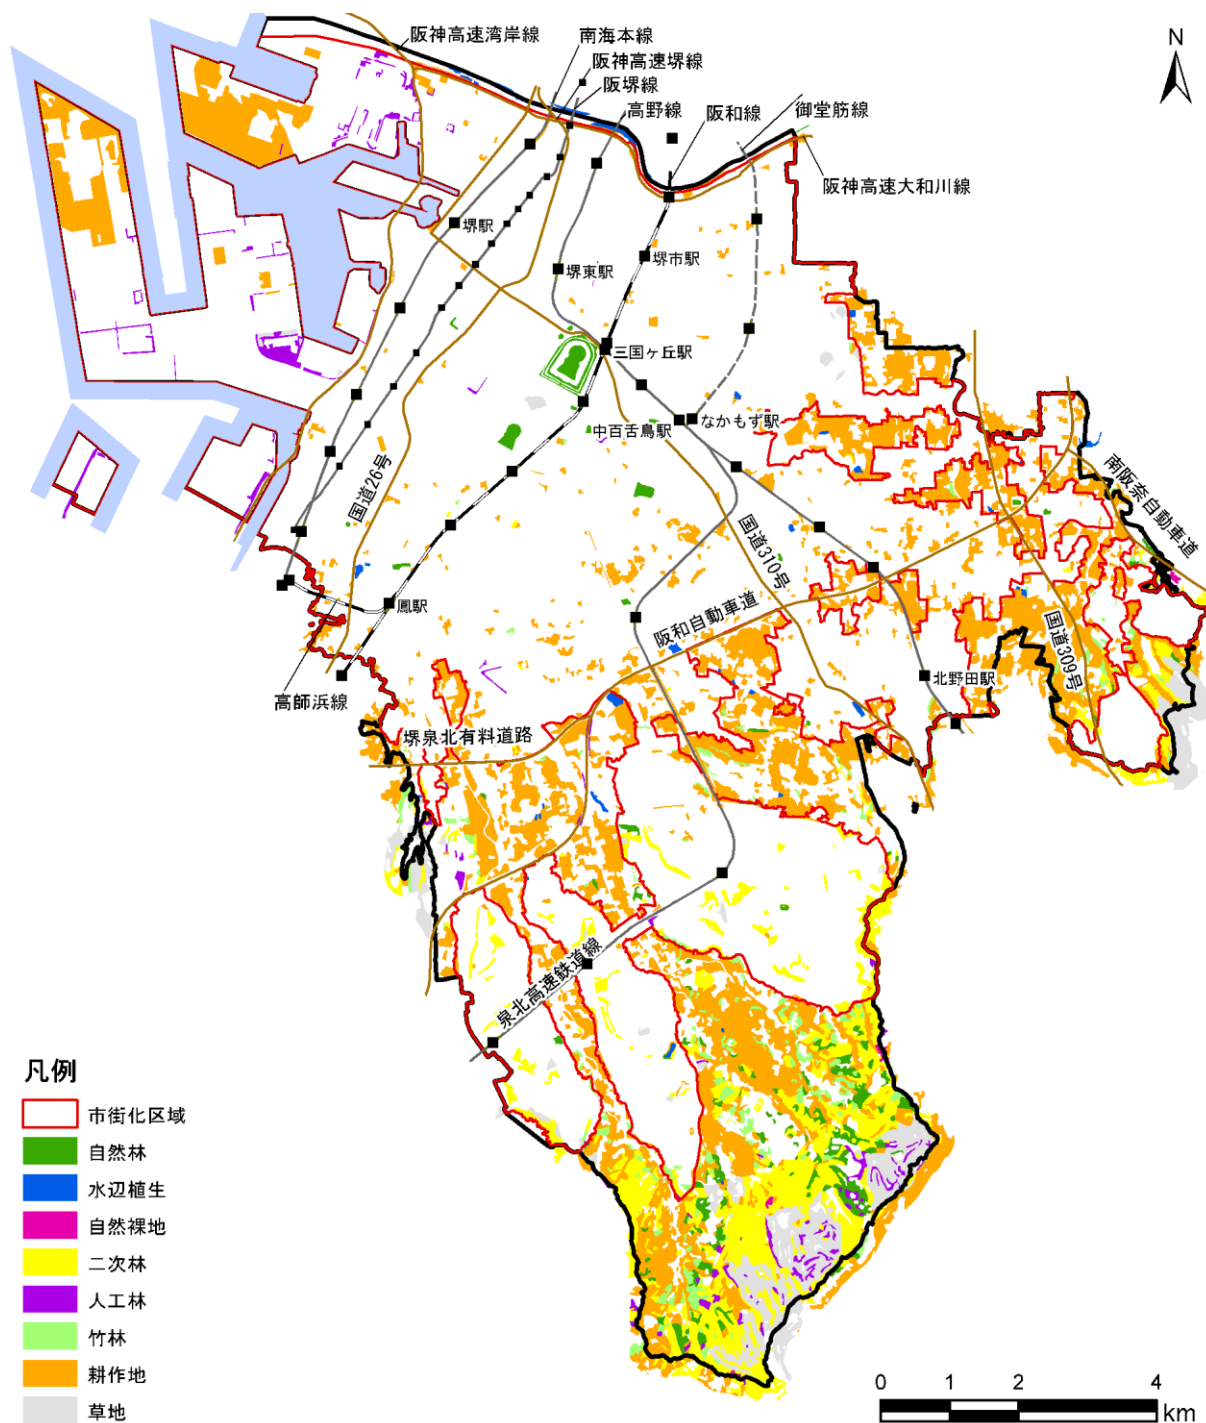 阪神高速湾岸線
南海本線
阪神高速堺線
阪堺線
高野線
阪和線
御堂筋線
N
阪神高速大和川線
堺駅
堺東駅
堺市駅
三国ヶ丘駅
中百舌鳥駅
なかもず駅
国道26号
国道310号
南阪奈自動車道
鳳駅
阪和自動車道
国道309号
北野田駅
高師浜線
堺泉北有料道路
泉北高速鉄道線
凡例
市街化区域
自然林
水辺植生
自然裸地
二次林
人工林
竹林
耕作地
草地
0 1 2 4
km